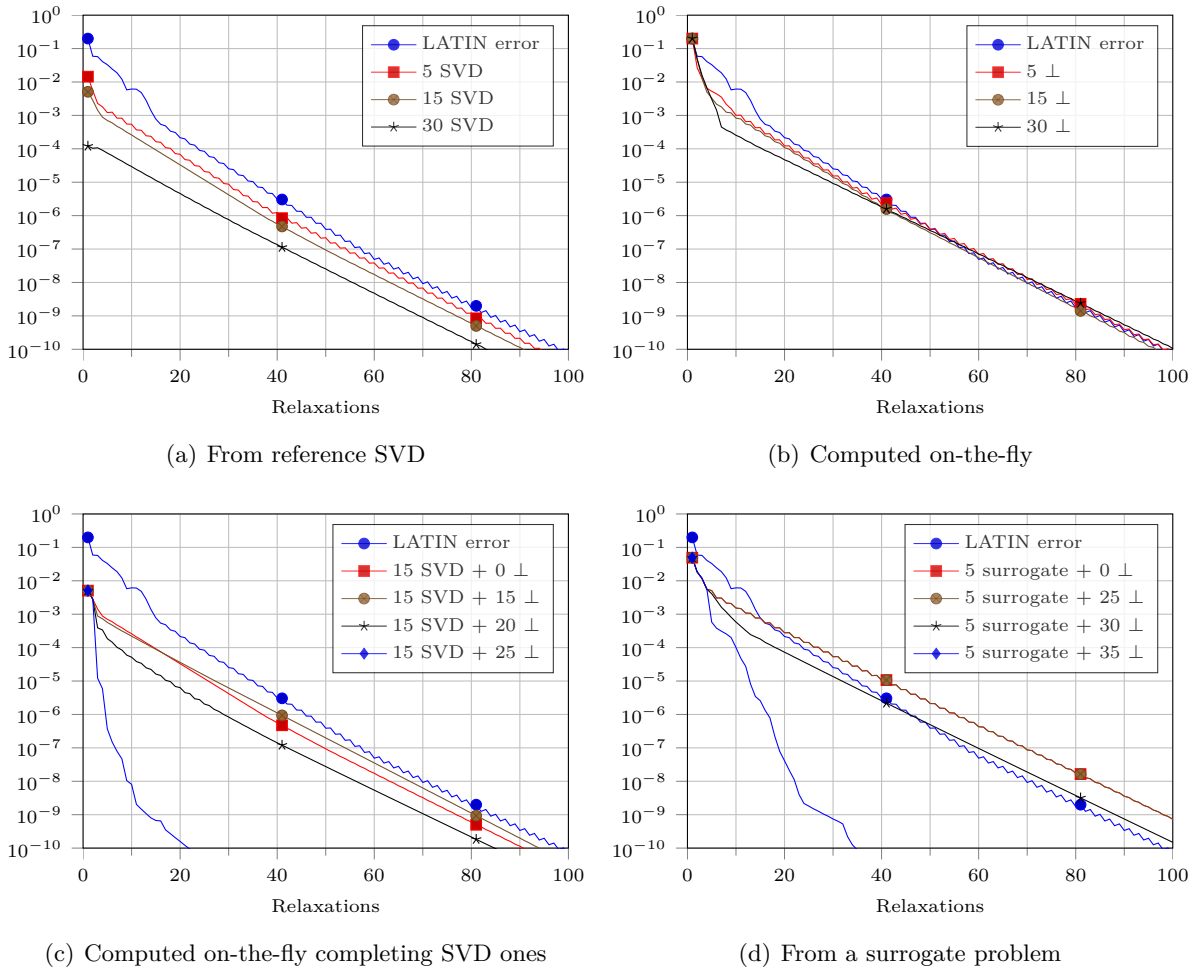 10^0
10^-1
10^-2
10^-3
10^-4
10^-5
10^-6
10^-7
10^-8
10^-9
10^-10
0 20 40 60 80 100
Relaxations
LATIN error
5 SVD
15 SVD
30 SVD
(a) From reference SVD
10^0
10^-1
10^-2
10^-3
10^-4
10^-5
10^-6
10^-7
10^-8
10^-9
10^-10
0 20 40 60 80 100
Relaxations
LATIN error
5 ⊥
15 ⊥
30 ⊥
(b) Computed on-the-fly
10^0
10^-1
10^-2
10^-3
10^-4
10^-5
10^-6
10^-7
10^-8
10^-9
10^-10
0 20 40 60 80 100
Relaxations
LATIN error
15 SVD + 0 ⊥
15 SVD + 15 ⊥
15 SVD + 20 ⊥
15 SVD + 25 ⊥
(c) Computed on-the-fly completing SVD ones
10^0
10^-1
10^-2
10^-3
10^-4
10^-5
10^-6
10^-7
10^-8
10^-9
10^-10
0 20 40 60 80 100
Relaxations
LATIN error
5 surrogate + 0 ⊥
5 surrogate + 25 ⊥
5 surrogate + 30 ⊥
5 surrogate + 35 ⊥
(d) From a surrogate problem